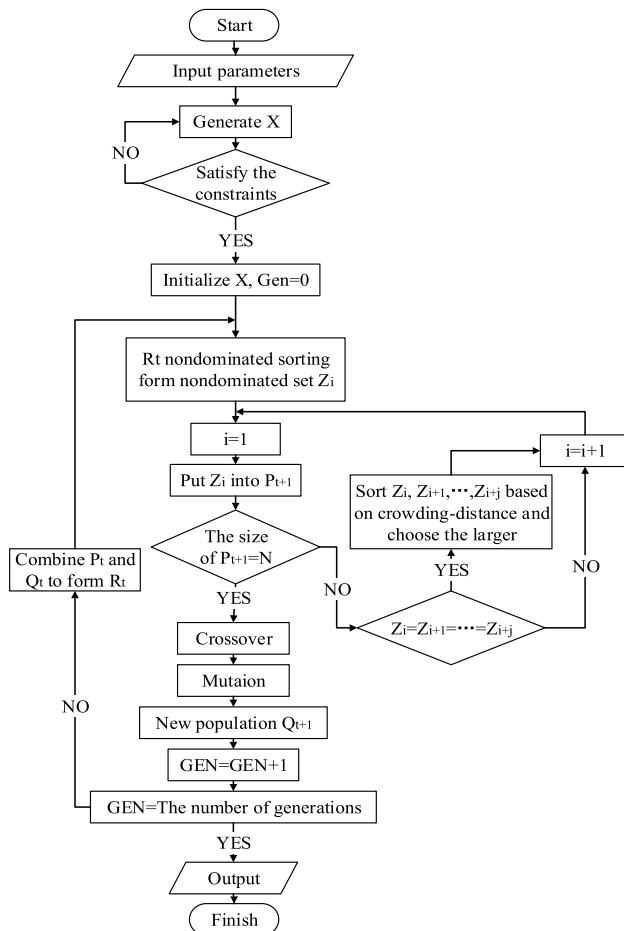 Start
Input parameters
Generate X
NO
Satisfy the
constraints
YES
Initialize X, Gen=0
Rt nondominated sorting
form nondominated set Zi
i=1
i=i+1
Put Zi into Pt+1
Sort Zi, Zi+1,···,Zi+j based
on crowding-distance and
choose the larger
The size
of Pt+1=N
Combine Pt and
Qt to form Rt
NO
YES
NO
YES
Zi=Zi+1=···=Zi+j
Crossover
Mutaion
NO
New population Qt+1
GEN=GEN+1
GEN=The number of generations
YES
Output
Finish